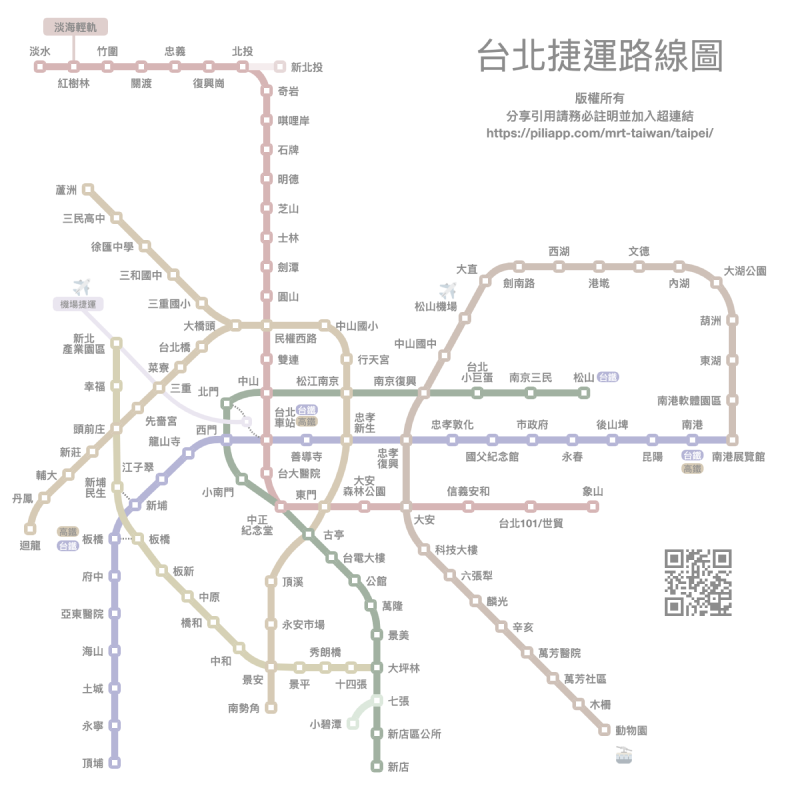 台北捷運路線圖
版權所有
分享引用請務必註明並加入超連結
https://piliapp.com/mrt-taiwan/taipei/
淡海輕軌
淡水
竹圍
忠義
北投
新北投
紅樹林
關渡
復興崗
奇岩
唭哩岸
石牌
明德
芝山
士林
劍潭
圓山
蘆洲
三民高中
徐匯中學
三和國中
三重國小
大橋頭
民權西路
中山國小
機場捷運
新北
產業園區
台北橋
雙連
行天宮
幸福
菜寮
三重
北門
中山
松江南京
南京復興
台北
小巨蛋
南京三民
松山
台鐵
頭前庄
先嗇宮
台北
車站
台鐵
高鐵
忠孝
新生
新莊
龍山寺
西門
善導寺
忠孝
復興
忠孝敦化
國父紀念館
市政府
永春
後山埤
昆陽
南港
台鐵
高鐵
南港展覽館
輔大
新埔
民生
江子翠
台大醫院
丹鳳
新埔
小南門
中正
紀念堂
東門
大安
森林公園
大安
信義安和
台北101/世貿
象山
迴龍
高鐵
台鐵
板橋
板橋
古亭
科技大樓
府中
板新
台電大樓
六張犁
頂溪
公館
亞東醫院
中原
萬隆
麟光
橋和
永安市場
景美
辛亥
海山
中和
秀朗橋
大坪林
萬芳醫院
景安
景平
十四張
萬芳社區
土城
南勢角
七張
木柵
永寧
小碧潭
新店區公所
動物園
頂埔
新店
大直
劍南路
西湖
港墘
文德
內湖
大湖公園
松山機場
葫洲
中山國中
東湖
南港軟體園區